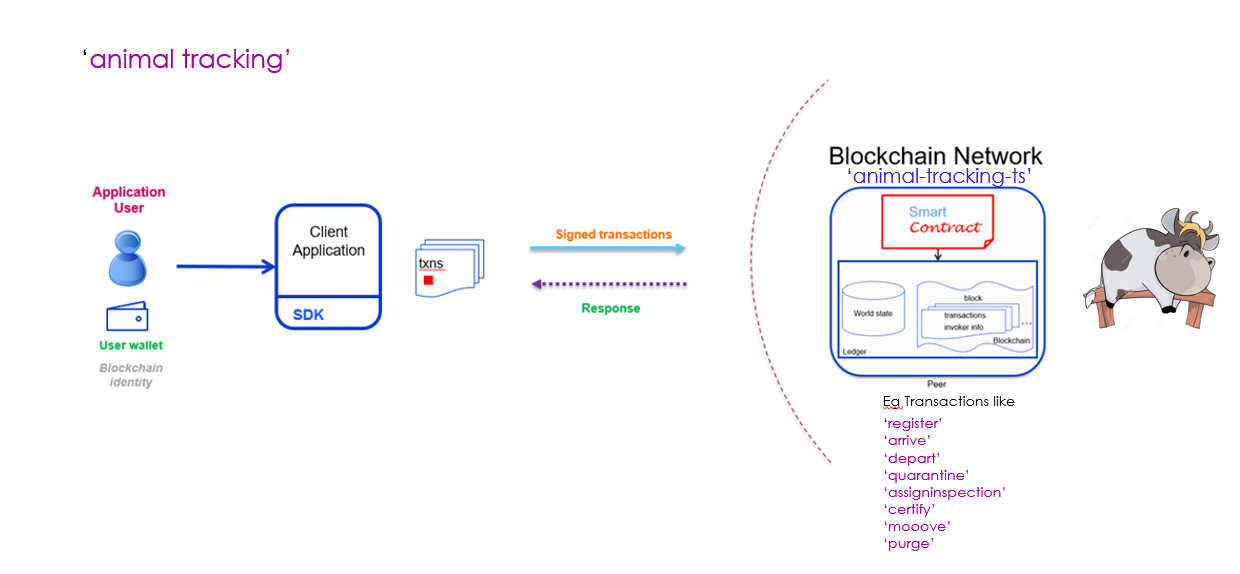 ‘animal tracking’
Application
User
User wallet
Blockchain
identity
Client
Application
SDK
txns
Signed transactions
Response
Blockchain Network
‘animal-tracking-ts’
Smart
Contract
World state
block
transactions
invoker info
...
Blockchain
Ledger
Peer
Eg Transactions like
‘register’
‘arrive’
‘depart’
‘quarantine’
‘assigninspection’
‘certify’
‘mooove’
‘purge’